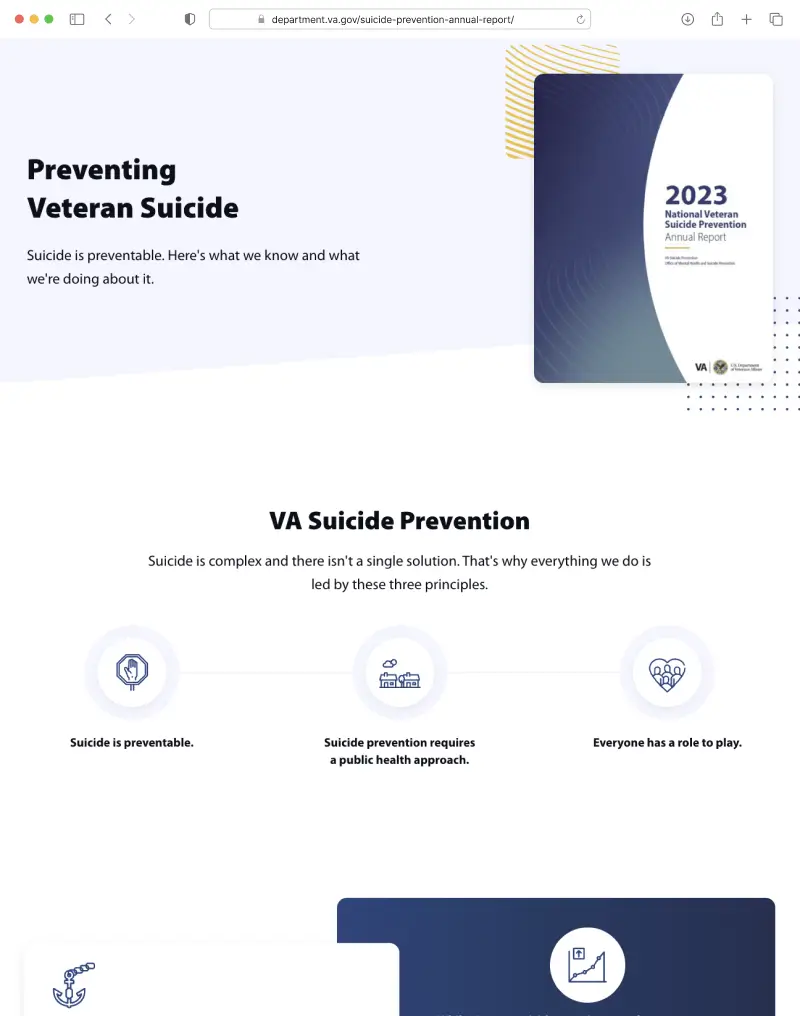 department.va.gov/suicide-prevention-annual-report/
Preventing
Veteran Suicide
Suicide is preventable. Here's what we know and what
we're doing about it.
2023
National Veteran
Suicide Prevention
Annual Report
VA Suicide Prevention
Office of Mental Health and Suicide Prevention
VA
U.S. Department
of Veterans Affairs
VA Suicide Prevention
Suicide is complex and there isn't a single solution. That's why everything we do is
led by these three principles.
Suicide is preventable.
Suicide prevention requires
a public health approach.
Everyone has a role to play.